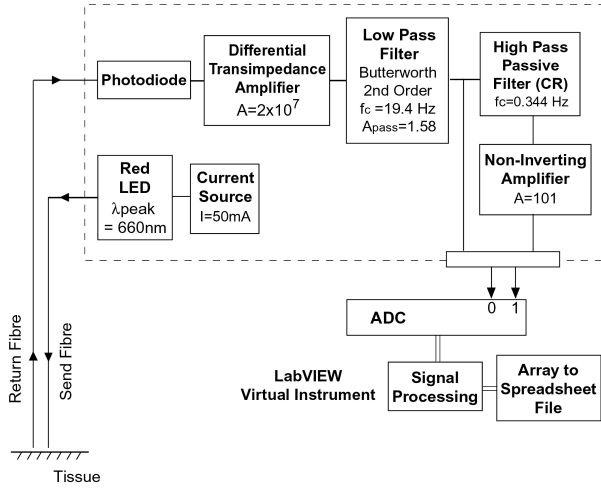 Photodiode
Differential
Transimpedance
Amplifier
A=2x10^7
Low Pass
Filter
Butterworth
2nd Order
fc =19.4 Hz
Apass=1.58
High Pass
Passive
Filter (CR)
fc=0.344 Hz
Non-Inverting
Amplifier
A=101
Red
LED
λpeak
= 660nm
Current
Source
I=50mA
0 1
ADC
LabVIEW
Virtual Instrument
Signal
Processing
Array to
Spreadsheet
File
Return Fibre
Send Fibre
Tissue